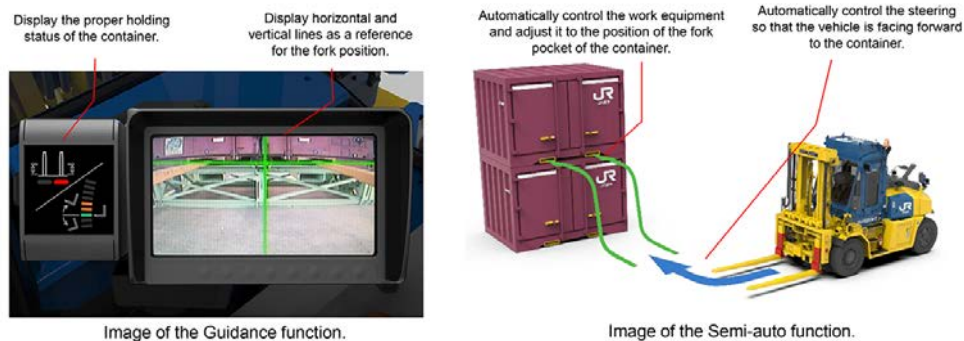 Display the proper holding
status of the container.
Display horizontal and
vertical lines as a reference
for the fork position.
Image of the Guidance function.
Automatically control the work equipment
and adjust it to the position of the fork
pocket of the container.
Automatically control the steering
so that the vehicle is facing forward
to the container.
JR
JR
JR
Image of the Semi-auto function.